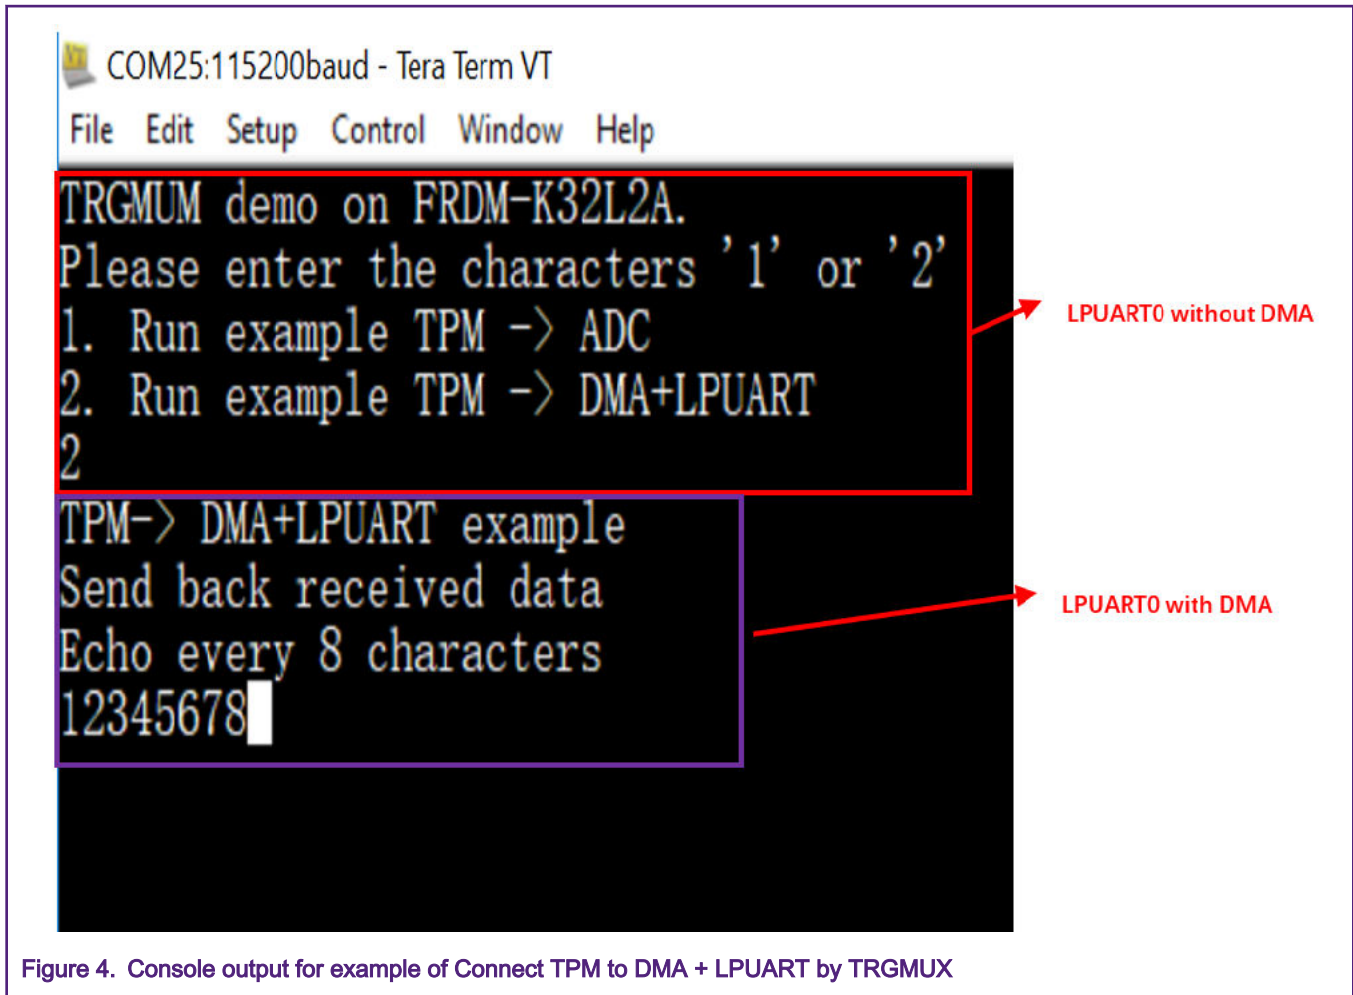 COM25:115200baud - Tera Term VT
File Edit Setup Control Window Help
TRGMUM demo on FRDM-K32L2A.
Please enter the characters '1' or '2'
1. Run example TPM -> ADC
2. Run example TPM -> DMA+LPUART
2
LPUART0 without DMA
TPM-> DMA+LPUART example
Send back received data
Echo every 8 characters
12345678
LPUART0 with DMA
Figure 4. Console output for example of Connect TPM to DMA + LPUART by TRGMUX